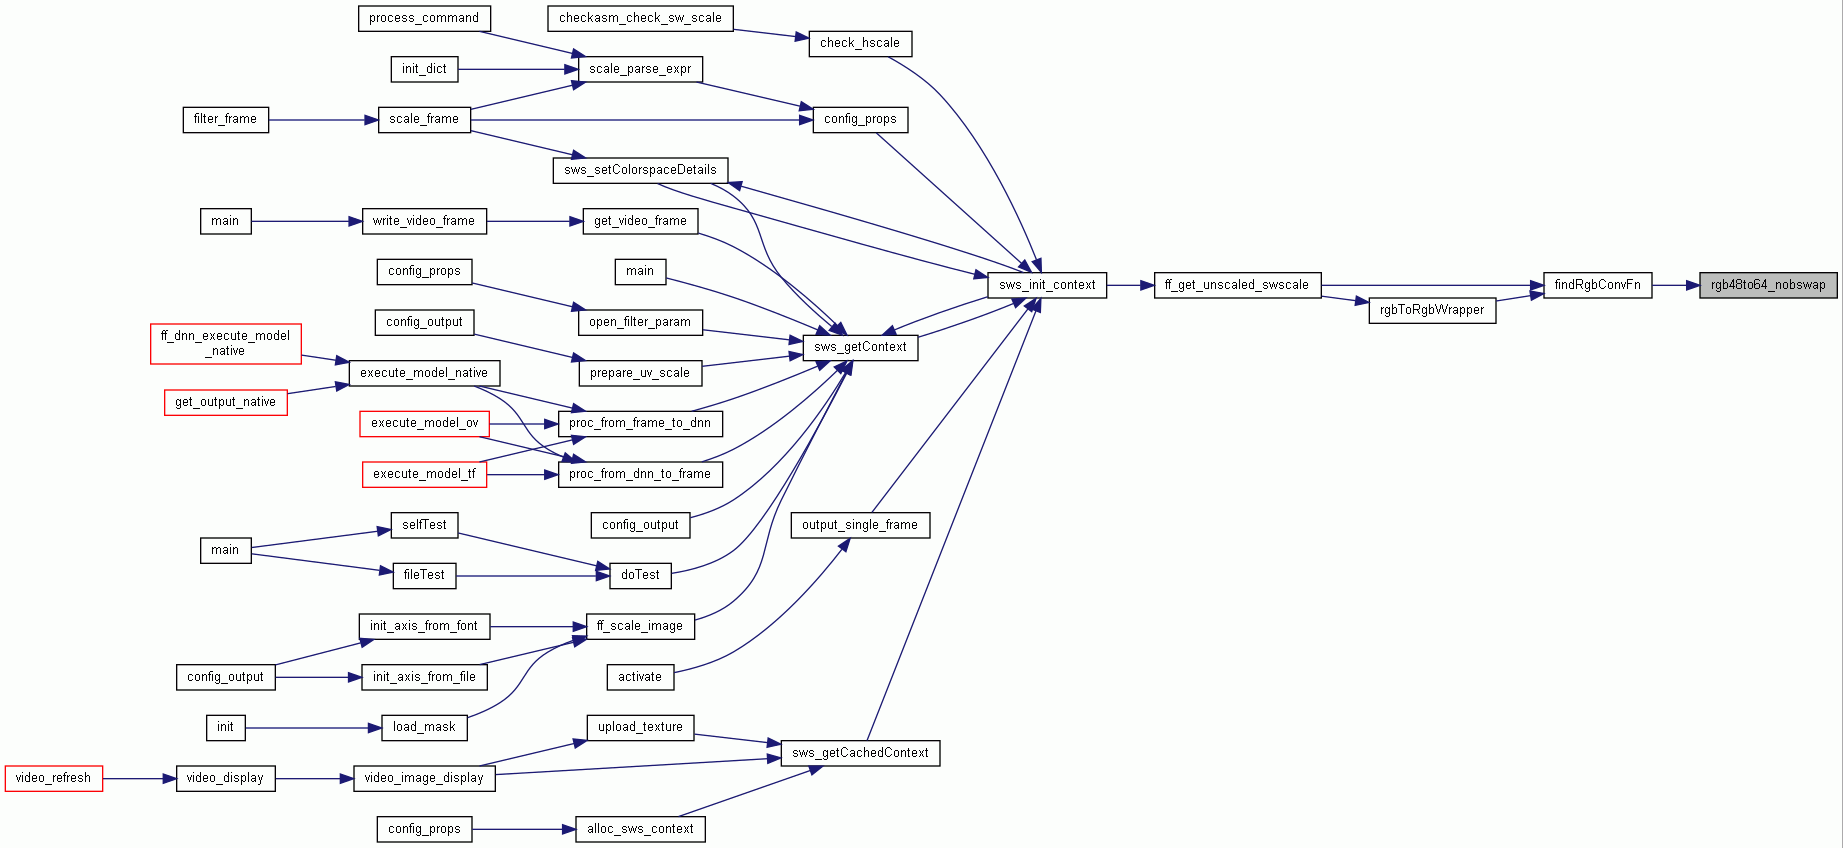 process_command
checkasm_check_sw_scale
check_hscale
init_dict
scale_parse_expr
filter_frame
scale_frame
config_props
sws_setColorspaceDetails
main
write_video_frame
get_video_frame
config_props
main
sws_init_context
ff_get_unscaled_swscale
findRgbConvFn
rgb48to64_nobswap
rgbToRgbWrapper
config_output
open_filter_param
ff_dnn_execute_model
_native
sws_getContext
execute_model_native
prepare_uv_scale
get_output_native
execute_model_ov
proc_from_frame_to_dnn
execute_model_tf
proc_from_dnn_to_frame
selfTest
config_output
output_single_frame
main
fileTest
doTest
init_axis_from_font
ff_scale_image
config_output
init_axis_from_file
activate
init
load_mask
upload_texture
sws_getCachedContext
video_refresh
video_display
video_image_display
config_props
alloc_sws_context